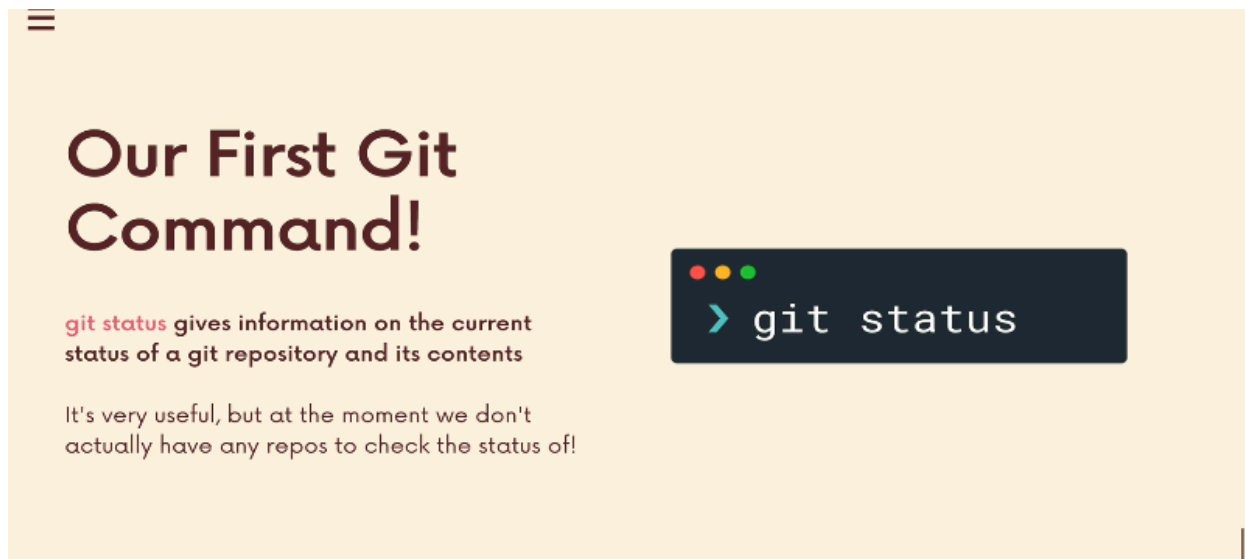 Our First Git
Command!
git status gives information on the current
status of a git repository and its contents
It's very useful, but at the moment we don't
actually have any repos to check the status of!
❯ git status